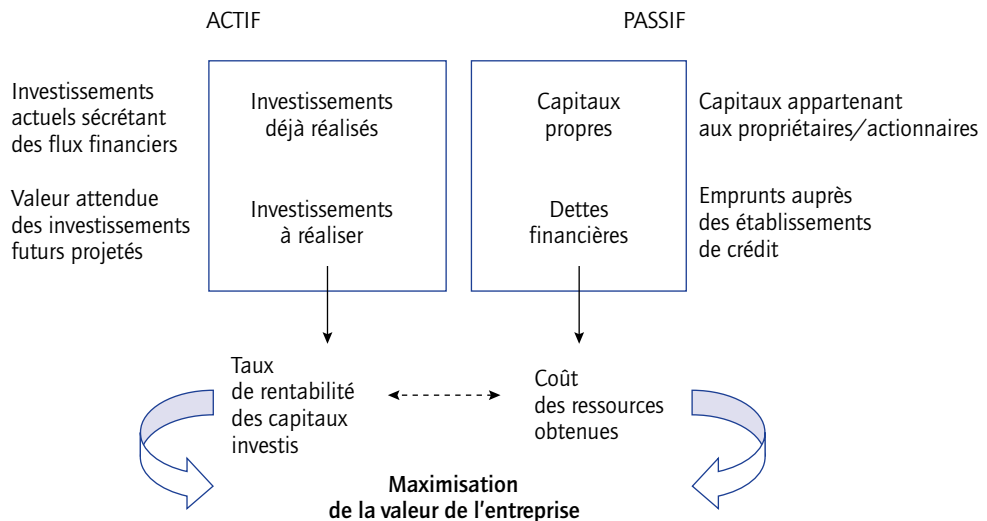 ACTIF
PASSIF
Investissements
actuels sécrétant
des flux financiers
Investissements
déjà réalisés
Capitaux
propres
Capitaux appartenant
aux propriétaires/actionnaires
Valeur attendue
des investissements
futurs projetés
Investissements
à réaliser
Dettes
financières
Emprunts auprès
des établissements
de crédit
Taux
de rentabilité
des capitaux
investis
Coût
des ressources
obtenues
Maximisation
de la valeur de l'entreprise